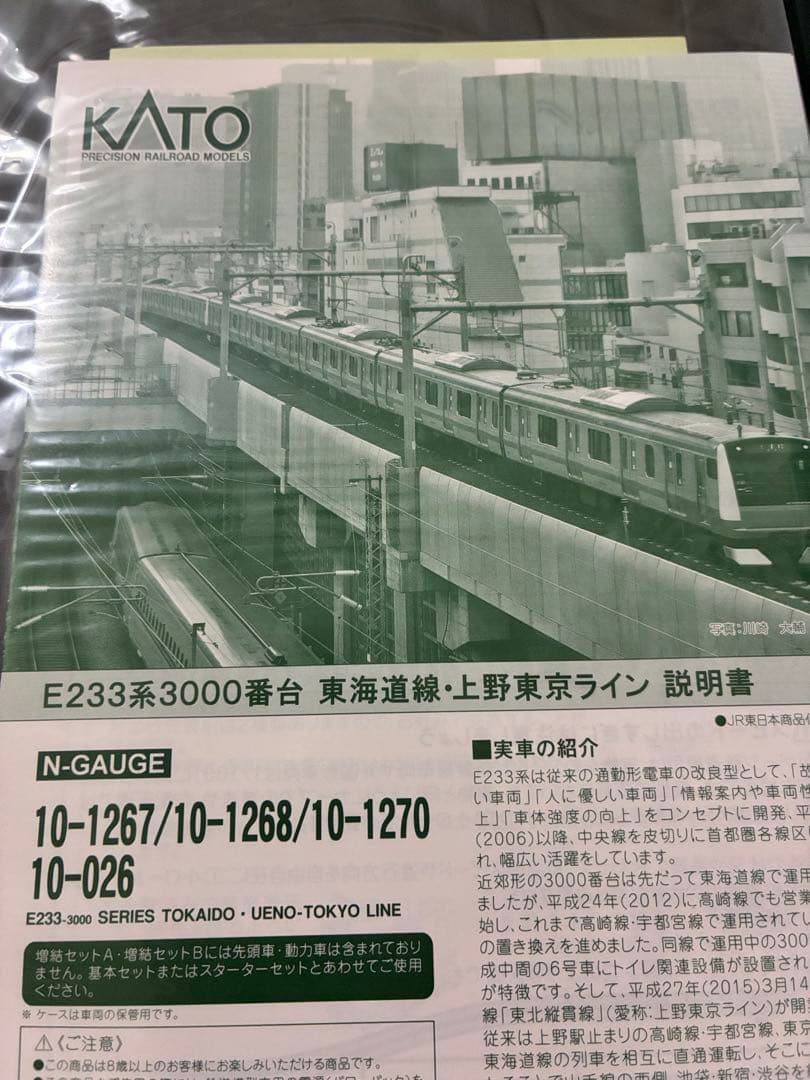 KATO
PRECISION RAILROAD MODELS
写真:川崎 大輔
E233系3000番台 東海道線・上野東京ライン 説明書
●JR東日本商品化
N-GAUGE
10-1267/10-1268/10-1270
10-026
E233-3000 SERIES TOKAIDO・UENO-TOKYO LINE
増結セットA・増結セットBには先頭車・動力車は含まれており
ません。基本セットまたはスターターセットとあわせてご使用
ください。
※ ケースは車両の保管用です。
⚠〈ご注意〉
●この商品は8歳以上のお客様にお楽しみいただける商品です。
■実車の紹介
E233系は従来の通勤形電車の改良型として、「故
い車両」「人に優しい車両」「情報案内や車両性
上」「車体強度の向上」をコンセプトに開発、平
(2006)以降、中央線を皮切りに首都圏各線区
れ、幅広い活躍をしています。
近郊形の3000番台は先だって東海道線で運用
ましたが、平成24年(2012)に高崎線でも営業
始し、これまで高崎線・宇都宮線で運用されてい
の置き換えを進めました。同線で運用中の300
成中間の6号車にトイレ関連設備が設置され
が特徴です。そして、平成27年(2015)3月14
線「東北縦貫線」(愛称:上野東京ライン)が開
従来は上野駅止まりの高崎線・宇都宮線、東京
東海道線の列車を相互に直通運転し、そこに
することで山手線の西側、池袋・新宿・渋谷を